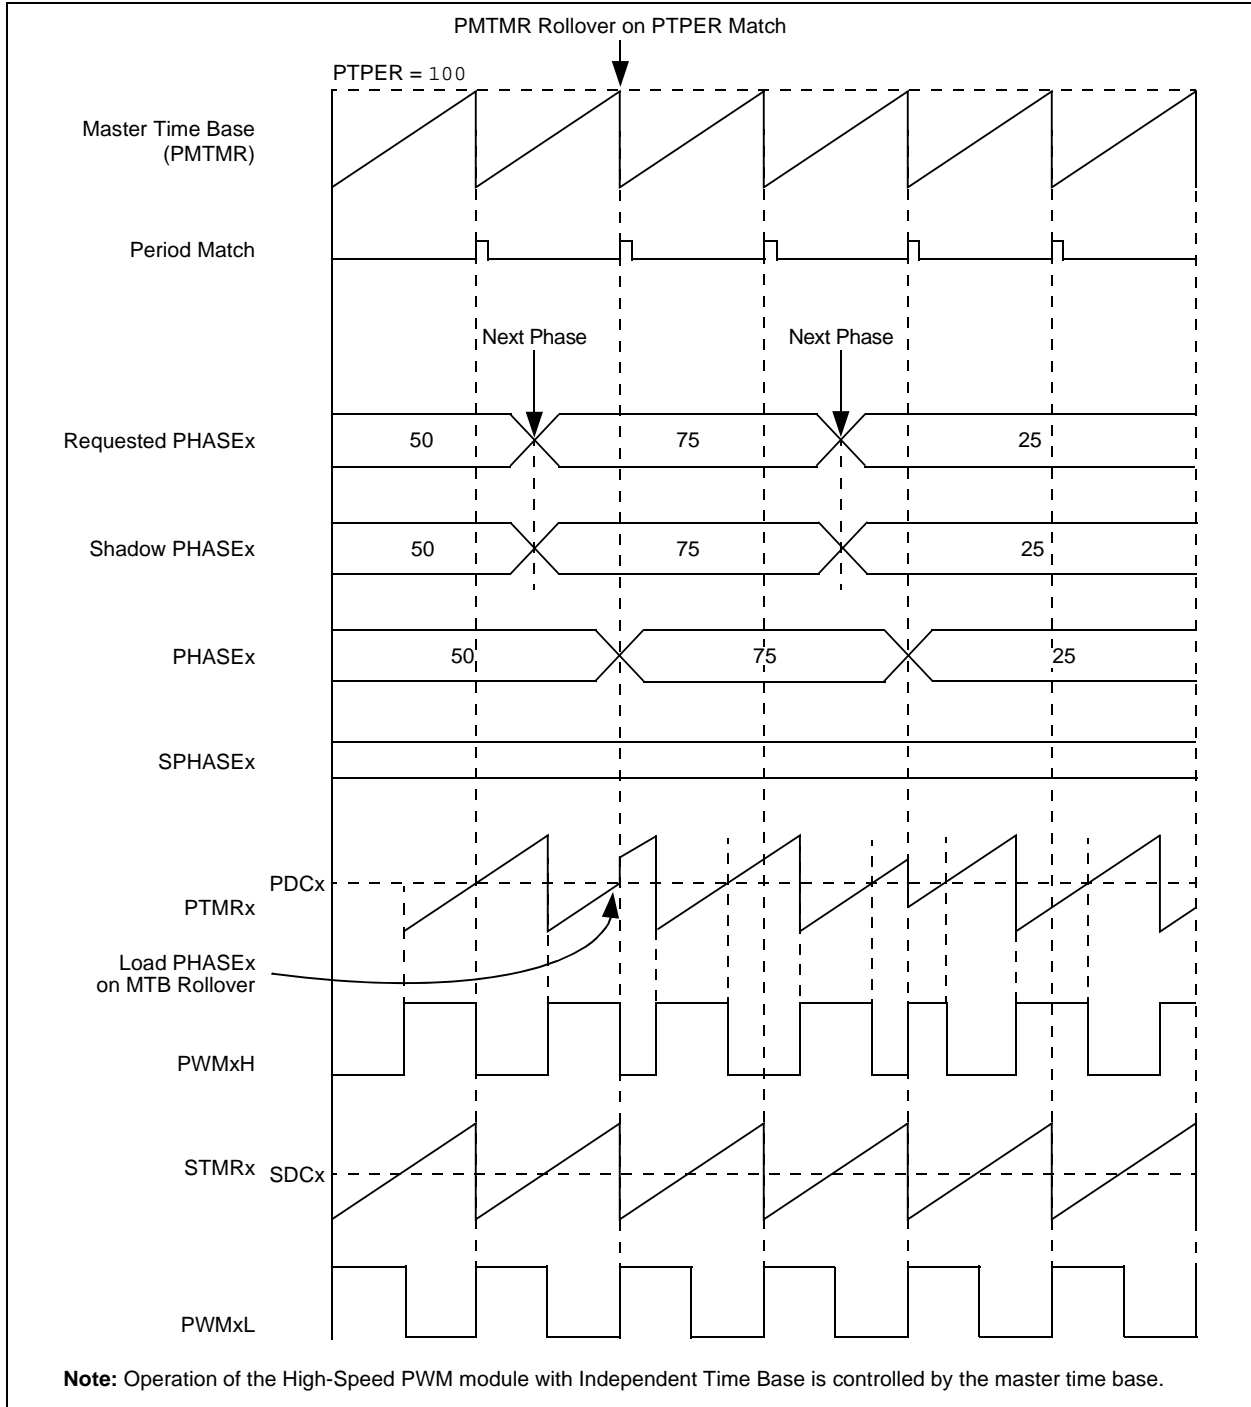 PMTMR Rollover on PTPER Match
PTPER = 100
Master Time Base
(PMTMR)
Period Match
Next Phase
Next Phase
Requested PHASEx
50
75
25
Shadow PHASEx
50
75
25
PHASEx
50
75
25
SPHASEx
PDCx
PTMRx
Load PHASEx
on MTB Rollover
PWMxH
STMRx
SDCx
PWMxL
Note: Operation of the High-Speed PWM module with Independent Time Base is controlled by the master time base.